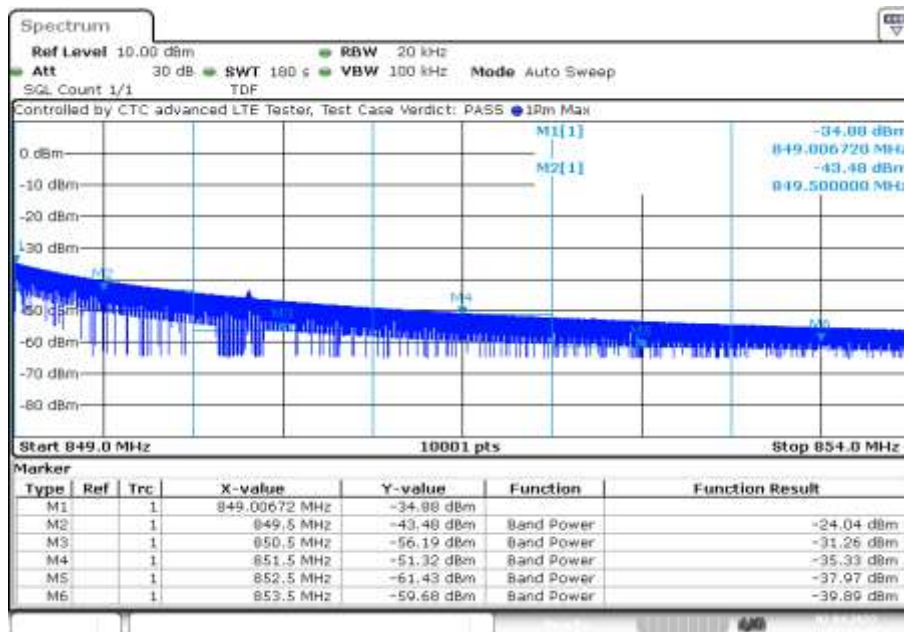 Spectrum
Ref Level 10.00 dBm RBW 20 kHz
Att 30 dB SWT 180 s VBW 100 kHz Mode Auto Sweep
SGL Count 1/1 TDF
Controlled by CTC advanced LTE Tester, Test Case Verdict: PASS 1Rm Max
M1[1] -34.88 dBm
849.006720 MHz
0 dBm
M2[1] -43.48 dBm
-10 dBm
849.500000 MHz
-20 dBm
-30 dBm
M2
M4
-50 dBm
M3
M6
-60 dBm
-70 dBm
-80 dBm
Start 849.0 MHz 10001 pts Stop 854.0 MHz
Marker
Type Ref Trc X-value Y-value Function Function Result
M1 1 849.00672 MHz -34.88 dBm
M2 1 849.5 MHz -43.48 dBm Band Power -24.04 dBm
M3 1 850.5 MHz -56.19 dBm Band Power -31.26 dBm
M4 1 851.5 MHz -51.32 dBm Band Power -35.33 dBm
M5 1 852.5 MHz -61.43 dBm Band Power -37.97 dBm
M6 1 853.5 MHz -59.68 dBm Band Power -39.89 dBm